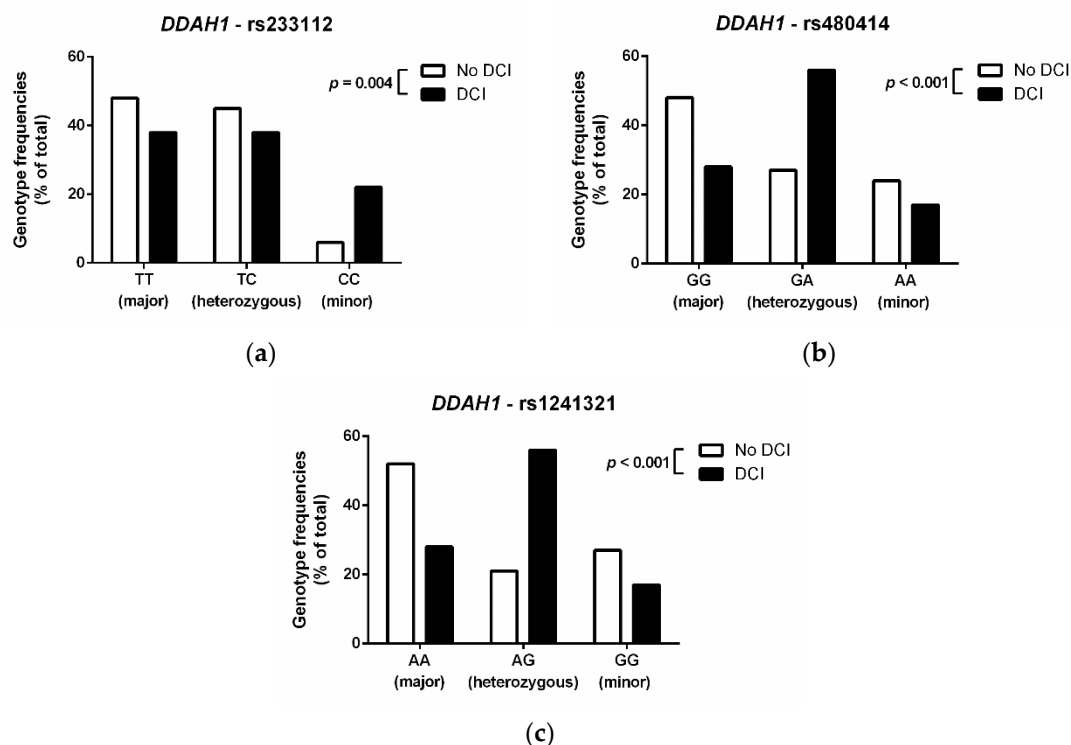 DDAH1 - rs233112
Genotype frequencies
(% of total)
60
40
20
0
p = 0.004
No DCI
DCI
TT
(major)
TC
(heterozygous)
CC
(minor)
(a)
DDAH1 - rs480414
Genotype frequencies
(% of total)
60
40
20
0
p < 0.001
No DCI
DCI
GG
(major)
GA
(heterozygous)
AA
(minor)
(b)
DDAH1 - rs1241321
Genotype frequencies
(% of total)
60
40
20
0
p < 0.001
No DCI
DCI
AA
(major)
AG
(heterozygous)
GG
(minor)
(c)